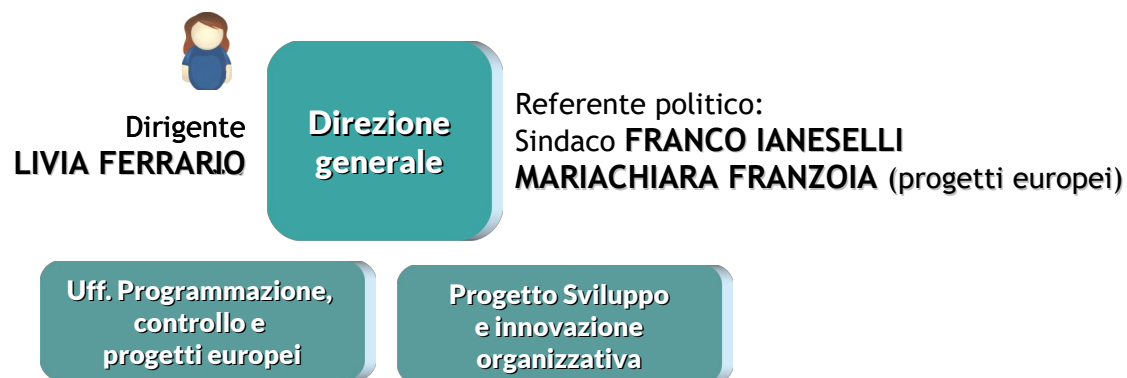 Dirigente
LIVIA FERRARIO
Direzione
generale
Referente politico:
Sindaco FRANCO IANESELLI
MARIACHIARA FRANZOIA (progetti europei)
Uff. Programmazione,
controllo e
progetti europei
Progetto Sviluppo
e innovazione
organizzativa